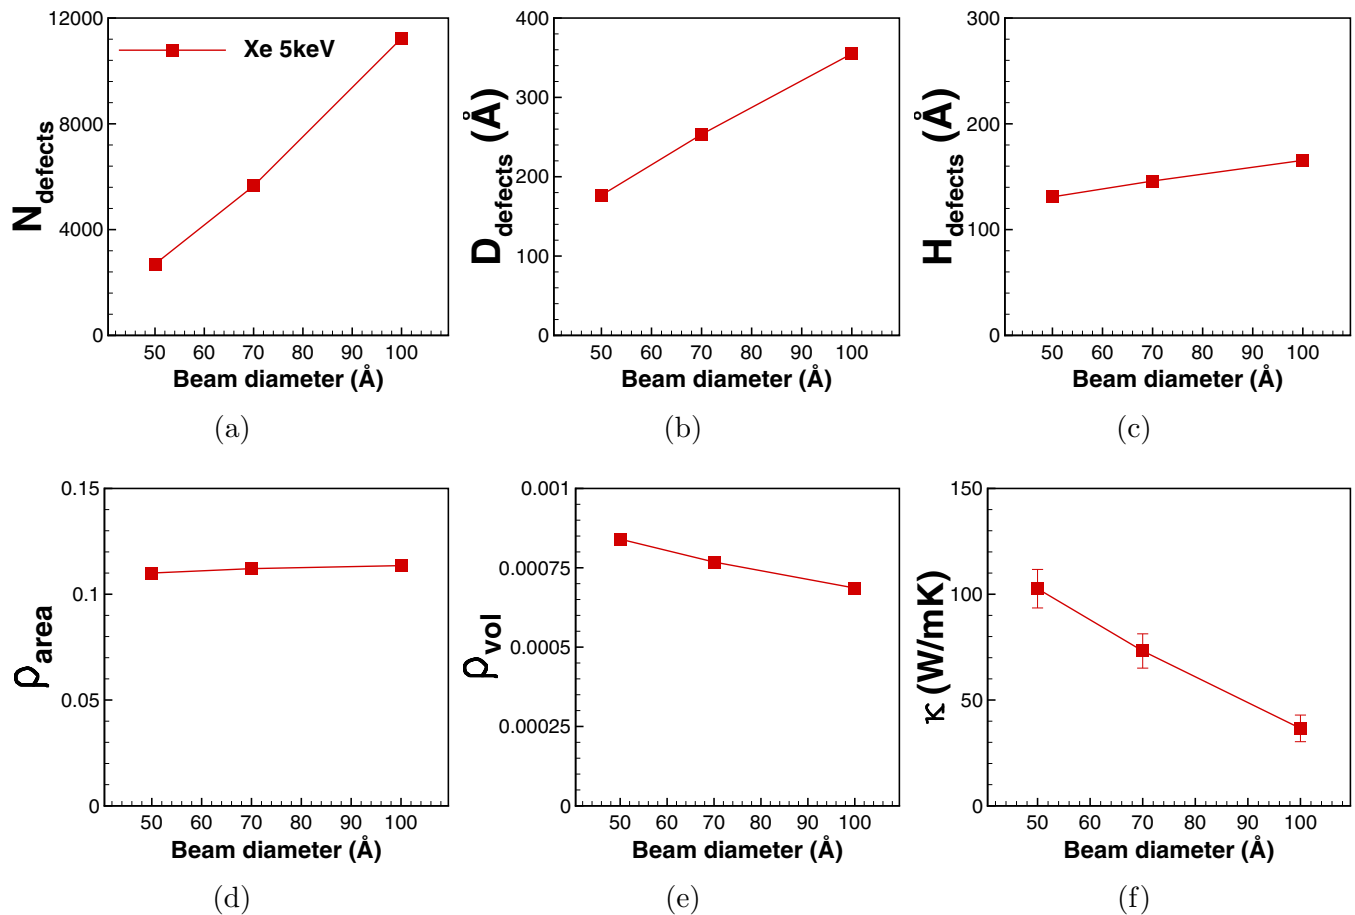 12000
8000
4000
0
N defects
Xe 5keV
50 60 70 80 90 100
Beam diameter (Å)
(a)
400
300
200
100
0
D defects (Å)
50 60 70 80 90 100
Beam diameter (Å)
(b)
300
200
100
0
H defects (Å)
50 60 70 80 90 100
Beam diameter (Å)
(c)
0.15
0.1
0.05
0
ρ area
50 60 70 80 90 100
Beam diameter (Å)
(d)
0.001
0.00075
0.0005
0.00025
0
ρ vol
50 60 70 80 90 100
Beam diameter (Å)
(e)
150
100
50
0
κ (W/mK)
50 60 70 80 90 100
Beam diameter (Å)
(f)